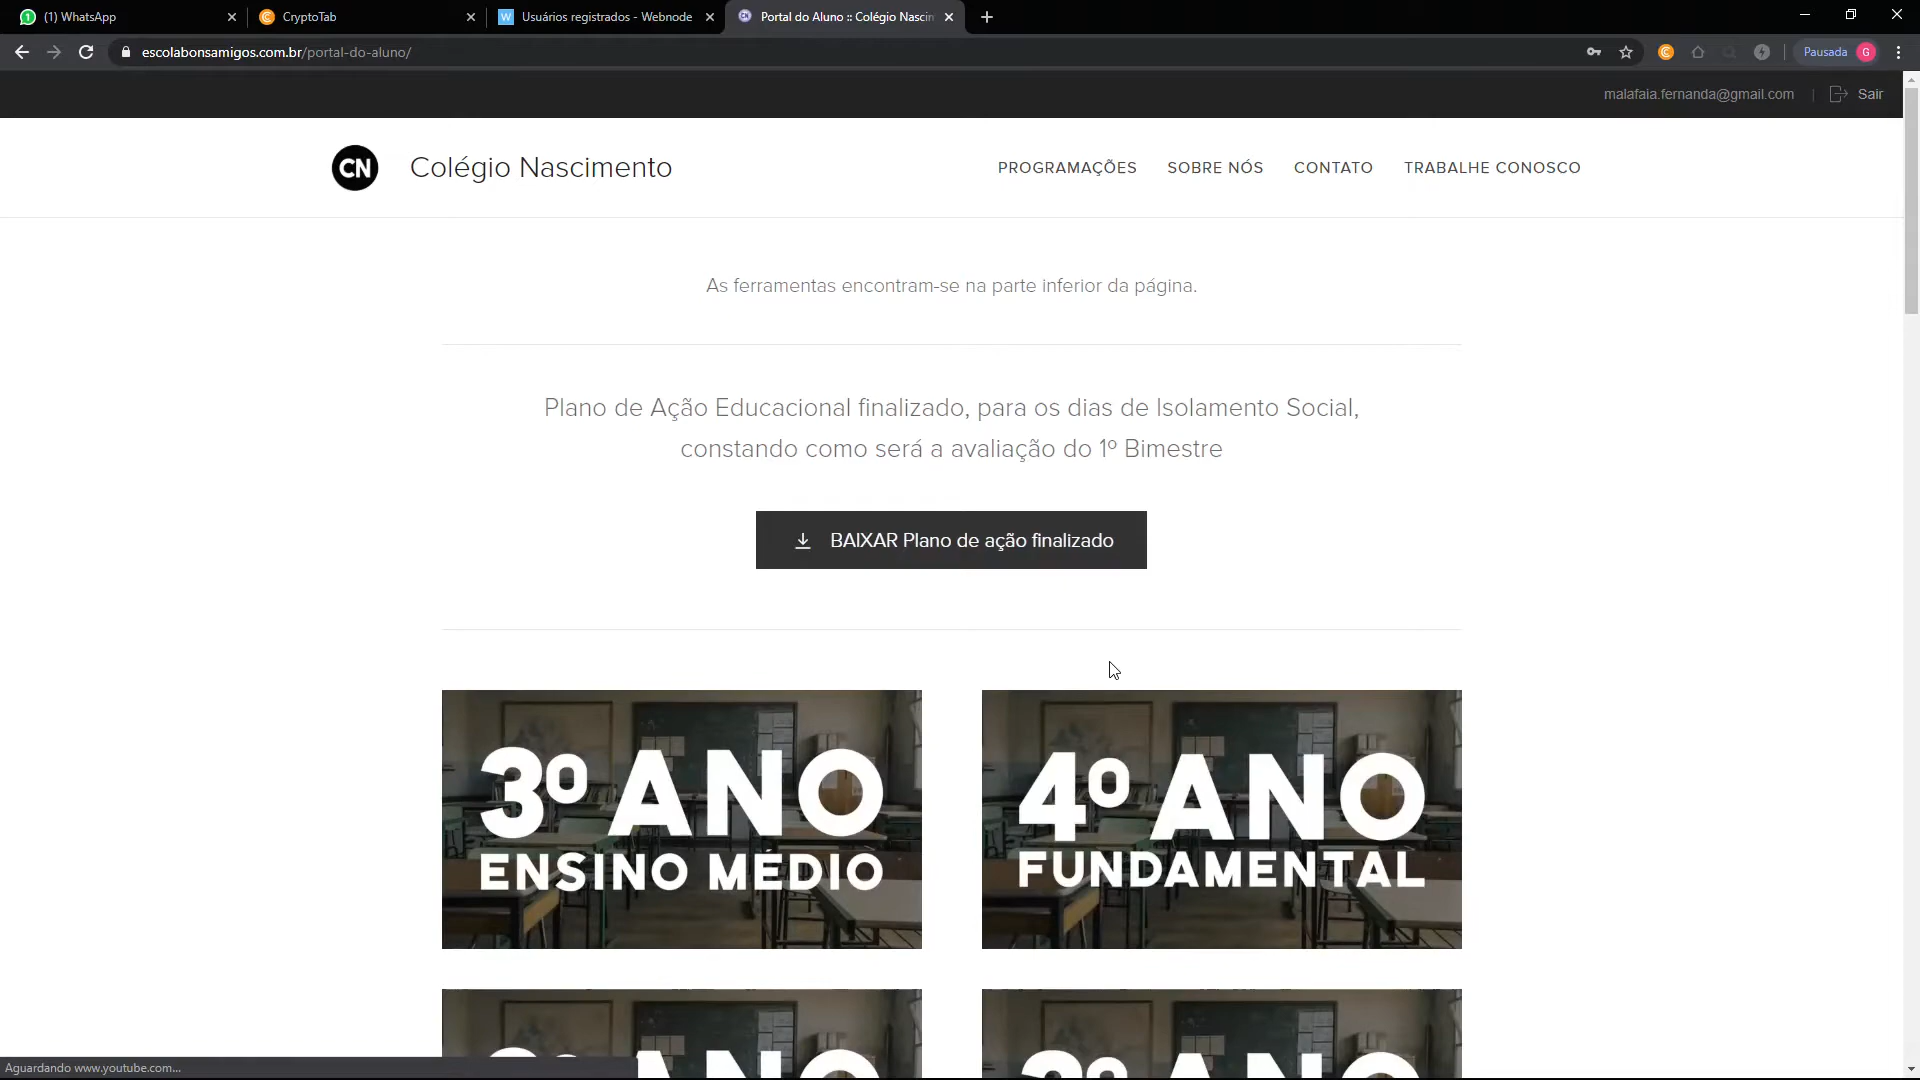 (1) WhatsApp
CryptoTab
Usuários registrados - Webnode
Portal do Aluno :: Colégio Nascin
escolabonsamigos.com.br/portal-do-aluno/
Pausada
G
malafaia.fernanda@gmail.com
Sair
CN
Colégio Nascimento
PROGRAMAÇÕES
SOBRE NÓS
CONTATO
TRABALHE CONOSCO
As ferramentas encontram-se na parte inferior da página.
Plano de Ação Educacional finalizado, para os dias de Isolamento Social,
constando como será a avaliação do 1º Bimestre
BAIXAR Plano de ação finalizado
3º ANO
ENSINO MÉDIO
4º ANO
FUNDAMENTAL
ANO
ANO
Aguardando www.youtube.com...